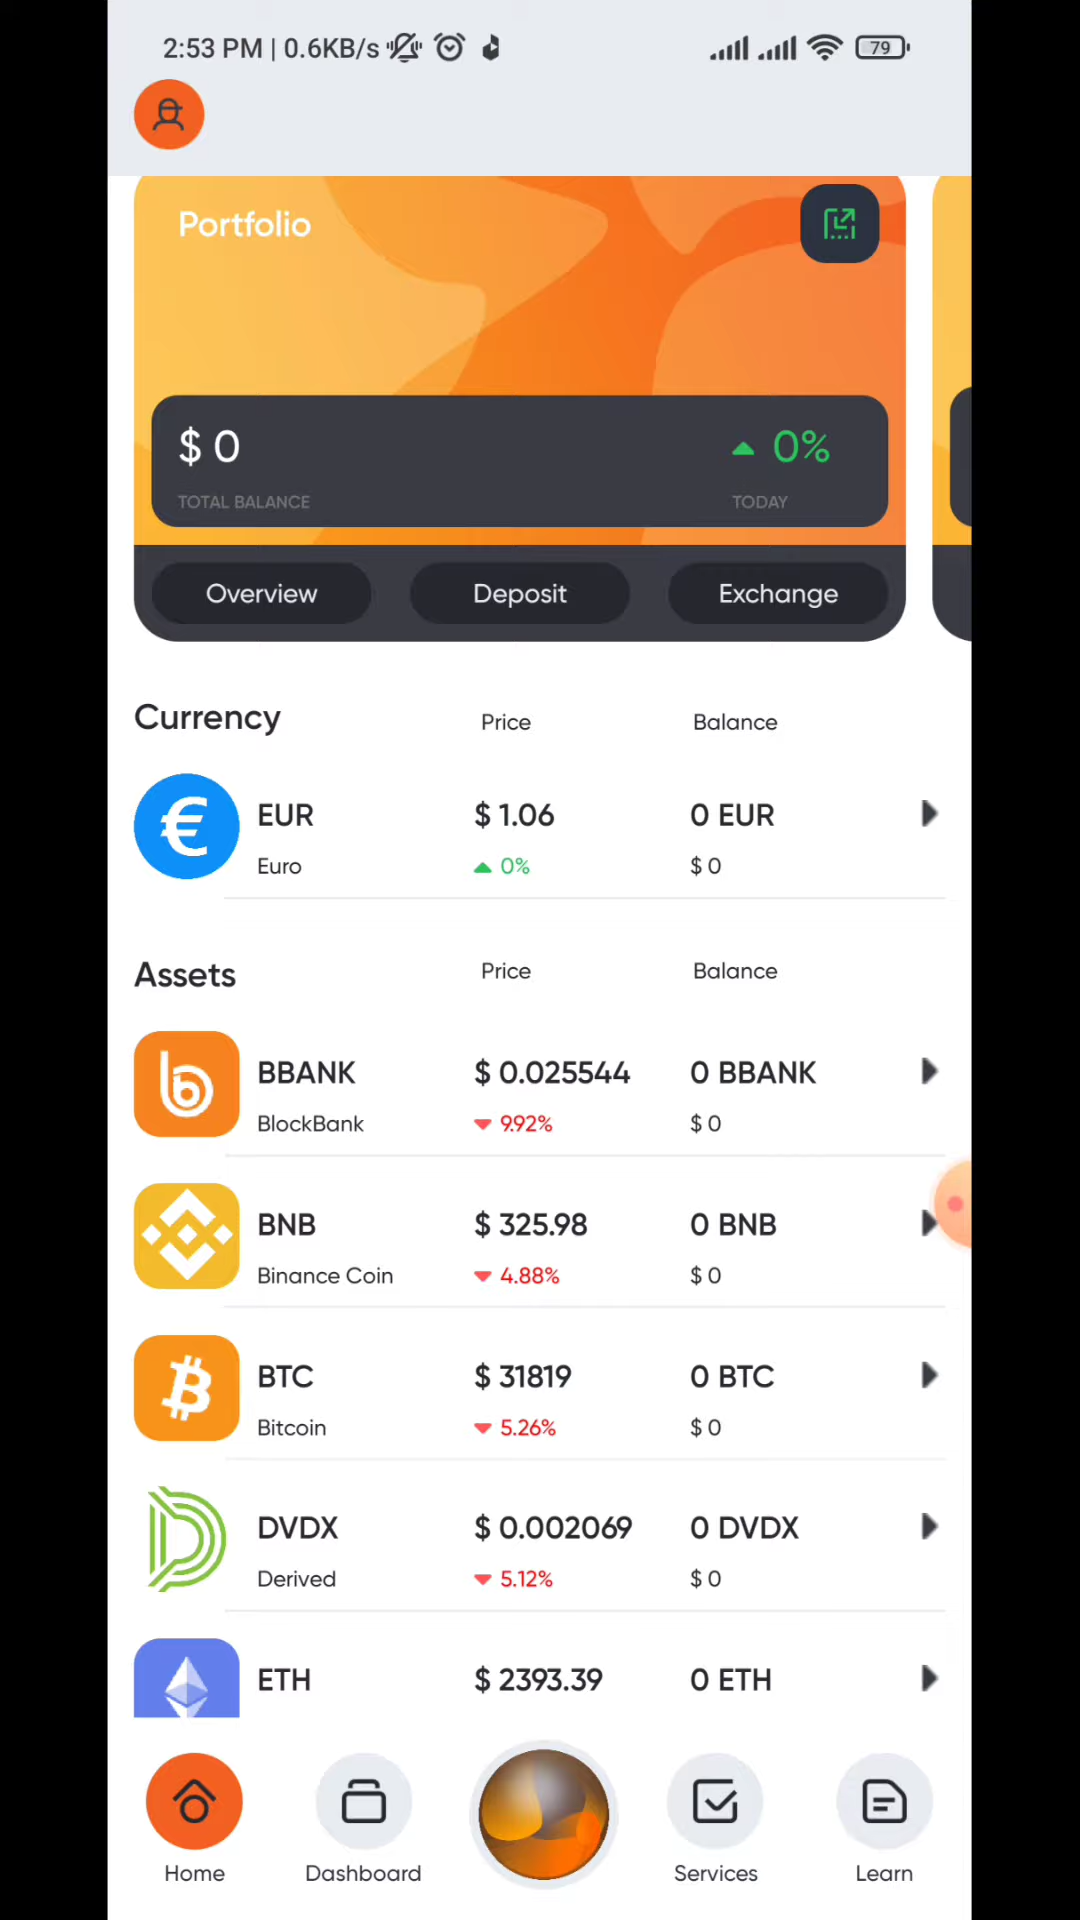 2:53 PM | 0.6KB/s 79
Portfolio
$ 0 0%
TOTAL BALANCE TODAY
Overview Deposit Exchange
Currency Price Balance
EUR $ 1.06 0 EUR
Euro 0% $ 0
Assets Price Balance
BBANK $ 0.025544 0 BBANK
BlockBank 9.92% $ 0
BNB $ 325.98 0 BNB
Binance Coin 4.88% $ 0
BTC $ 31819 0 BTC
Bitcoin 5.26% $ 0
DVDX $ 0.002069 0 DVDX
Derived 5.12% $ 0
ETH $ 2393.39 0 ETH
Home Dashboard Services Learn